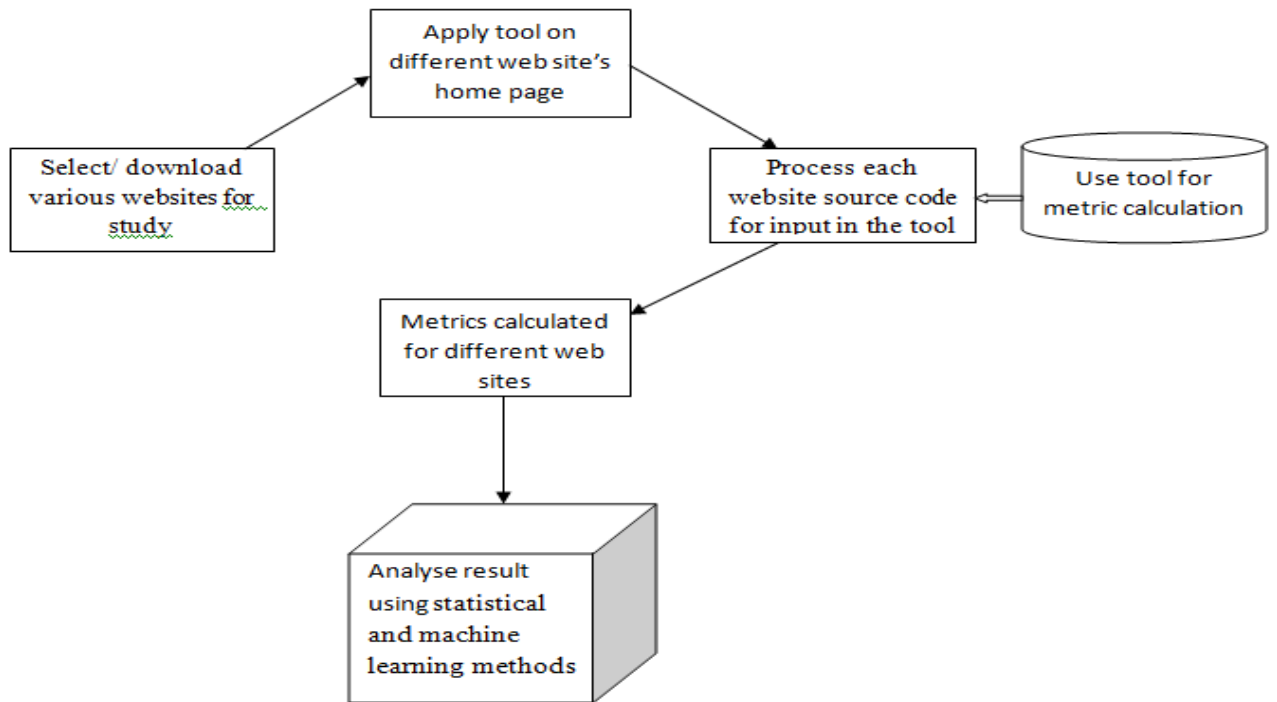 Apply tool on
different web site's
home page
Select/ download
various websites for
study
Process each
website source code
for input in the tool
Use tool for
metric calculation
Metrics calculated
for different web
sites
Analyse result
using statistical
and machine
learning methods